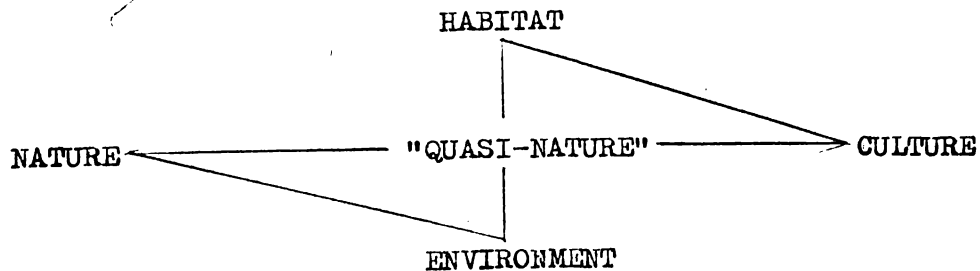 HABITAT
NATURE "QUASI-NATURE" CULTURE
ENVIRONMENT